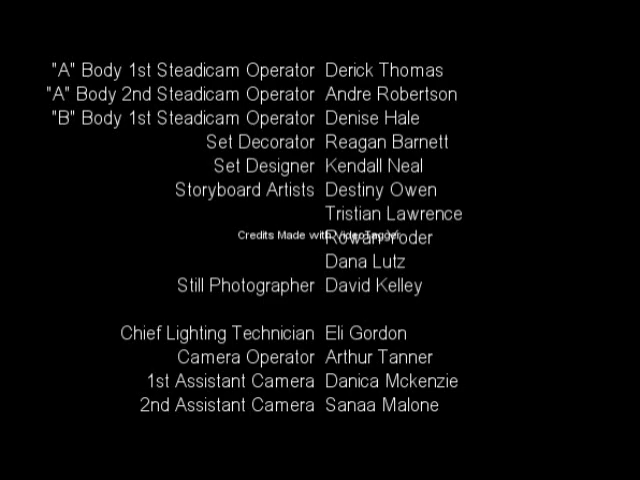 "A" Body 1st Steadicam Operator Derick Thomas
"A" Body 2nd Steadicam Operator Andre Robertson
"B" Body 1st Steadicam Operator Denise Hale
Set Decorator Reagan Barnett
Set Designer Kendall Neal
Storyboard Artists Destiny Owen
Tristian Lawrence
Credits Made with VideoTagger
Rowan Yoder
Dana Lutz
Still Photographer David Kelley
Chief Lighting Technician Eli Gordon
Camera Operator Arthur Tanner
1st Assistant Camera Danica Mckenzie
2nd Assistant Camera Sanaa Malone